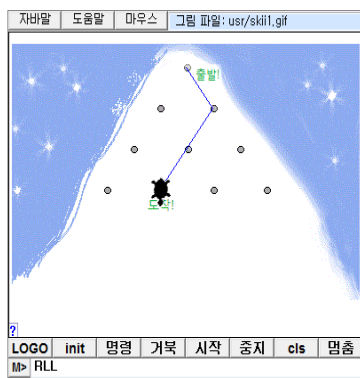 자바말 도움말 마우스 그림 파일: usr/skii1.gif
출발!
도착!
?
LOGO init 명령 거북 시작 중지 cls 멈춤
M> RLL